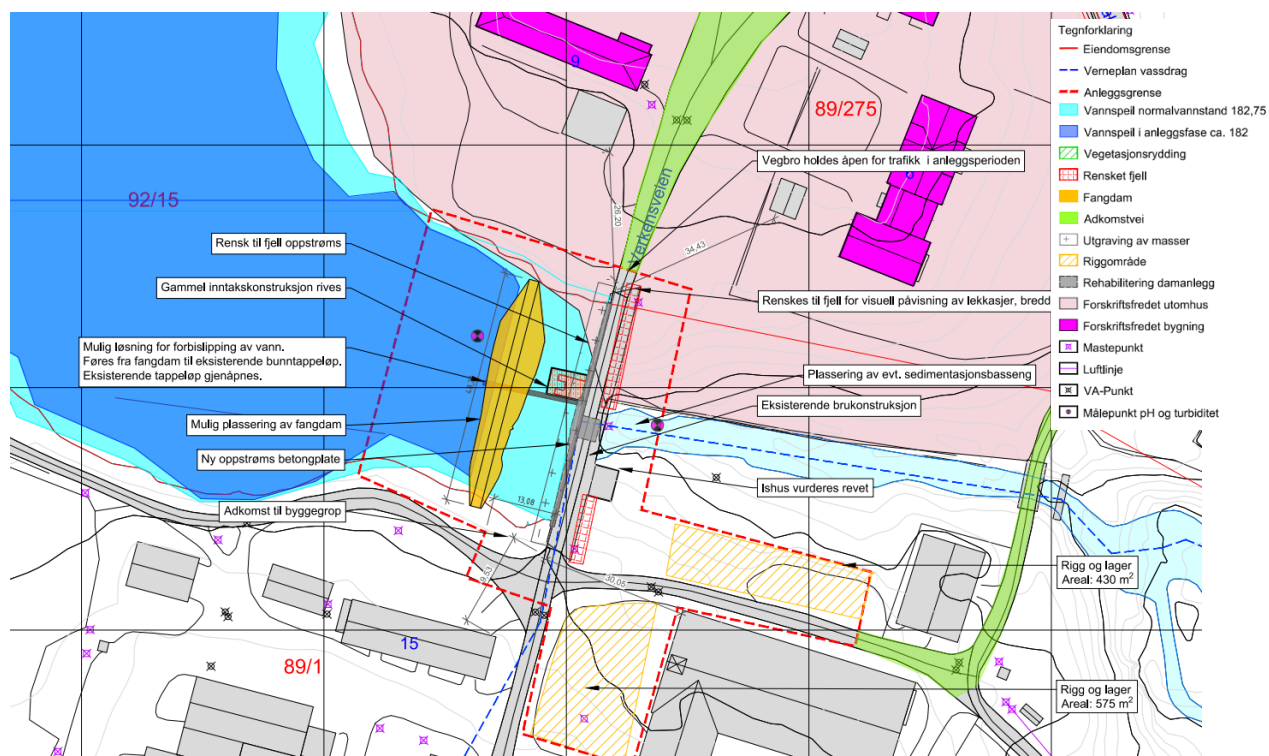 Tegnforklaring
Eiendomsgrense
Verneplan vassdrag
Anleggsgrense
Vannspeil normalvannstand 182,75
Vannspeil i anleggsfase ca. 182
Vegetasjonsrydding
Rensket fjell
Fangdam
Adkomstvei
Utgraving av masser
Riggområde
Rehabilitering damanlegg
Forskriftsfredet utomhus
Forskriftsfredet bygning
Mastepunkt
Luftlinje
VA-Punkt
Målepunkt pH og turbiditet
9
89/275
Vegbro holdes åpen for trafikk i anleggsperioden
92/15
26,20
Verkensveien
34,43
Rensk til fjell oppstrøms
Gammel inntakskonstruksjon rives
Renskes til fjell for visuell påvisning av lekkasjer, bredd
Mulig løsning for forbislipping av vann.
Føres fra fangdam til eksisterende bunntappeløp.
Eksisterende tappeløp gjenåpnes.
Plassering av evt. sedimentasjonsbasseng
Eksisterende brukonstruksjon
Mulig plassering av fangdam
Ny oppstrøms betongplate
Ishus vurderes revet
13,08
Adkomst til byggegrop
9,53
30,05
Rigg og lager
Areal: 430 m²
15
89/1
Rigg og lager
Areal: 575 m²